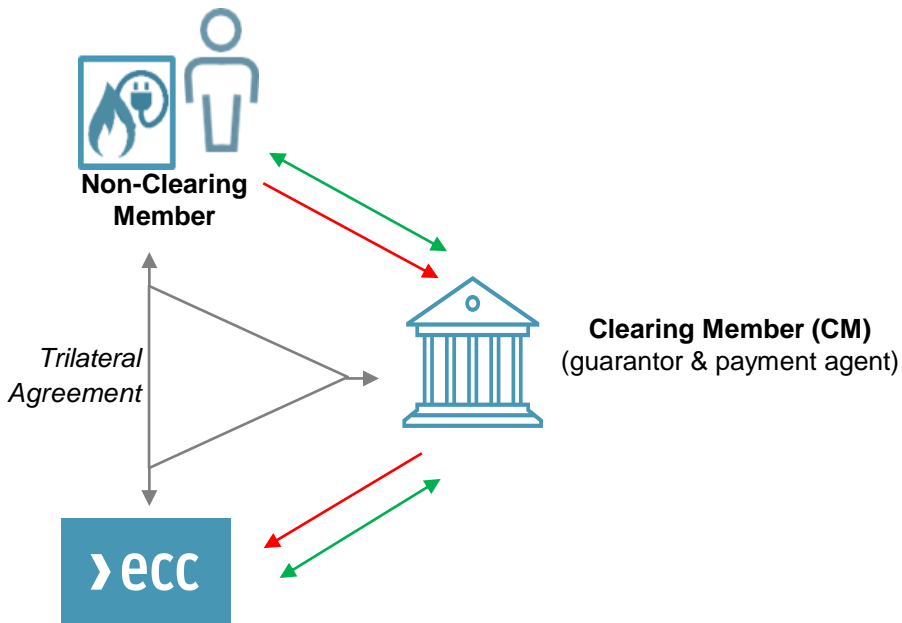 Non-Clearing
Member
Trilateral
Agreement
Clearing Member (CM)
(guarantor & payment agent)
ecc